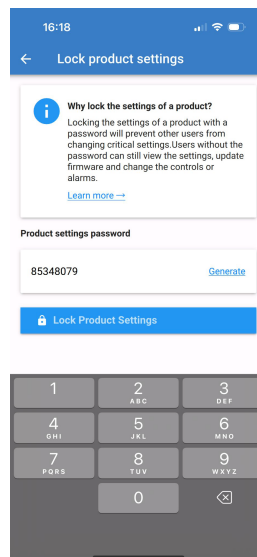 16:18
Lock product settings
Why lock the settings of a product?
Locking the settings of a product with a
password will prevent other users from
changing critical settings.Users without the
password can still view the settings, update
firmware and change the controls or
alarms.
Learn more →
Product settings password
85348079 Generate
Lock Product Settings
1 2 3
ABC DEF
4 5 6
GHI JKL MNO
7 8 9
PQRS TUV WXYZ
0